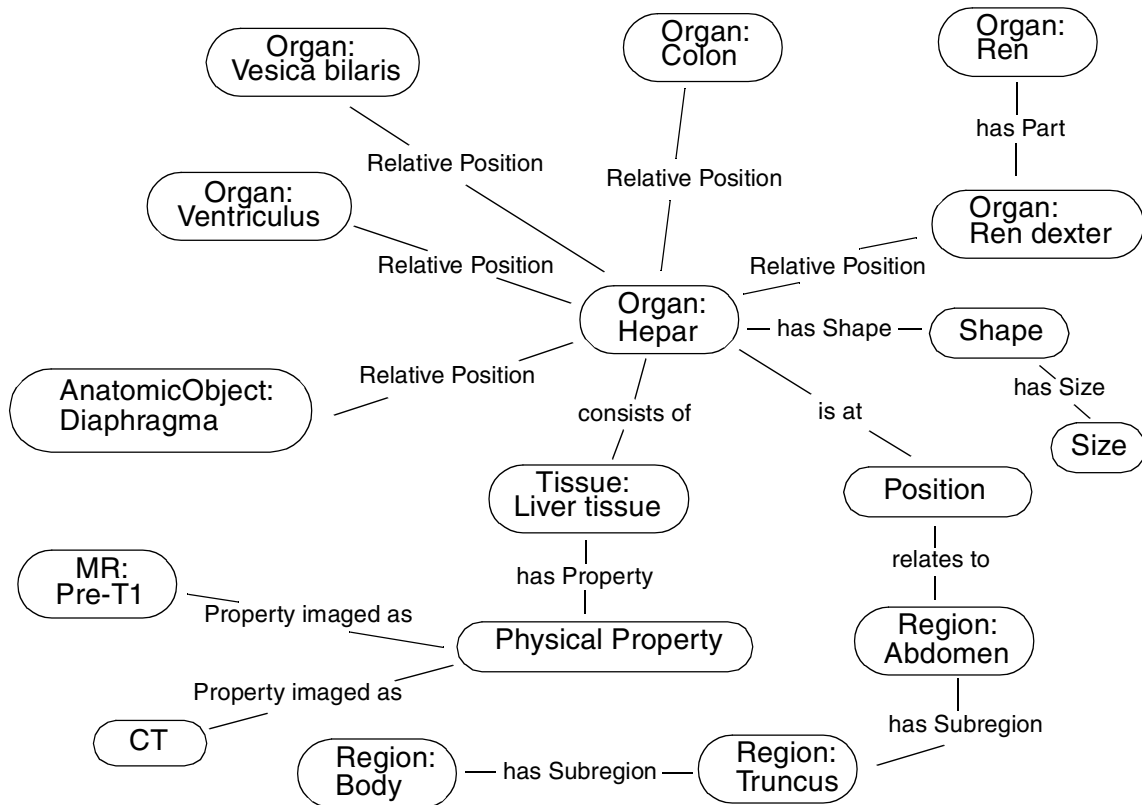 Organ:
Vesica bilaris
Organ:
Colon
Organ:
Ren
has Part
Relative Position
Relative Position
Organ:
Ventriculus
Organ:
Ren dexter
Relative Position
Relative Position
Organ:
Hepar
has Shape
Shape
Relative Position
has Size
AnatomicObject:
Diaphragma
consists of
is at
Size
Tissue:
Liver tissue
Position
MR:
Pre-T1
has Property
relates to
Property imaged as
Physical Property
Region:
Abdomen
Property imaged as
CT
has Subregion
Region:
Body
has Subregion
Region:
Truncus